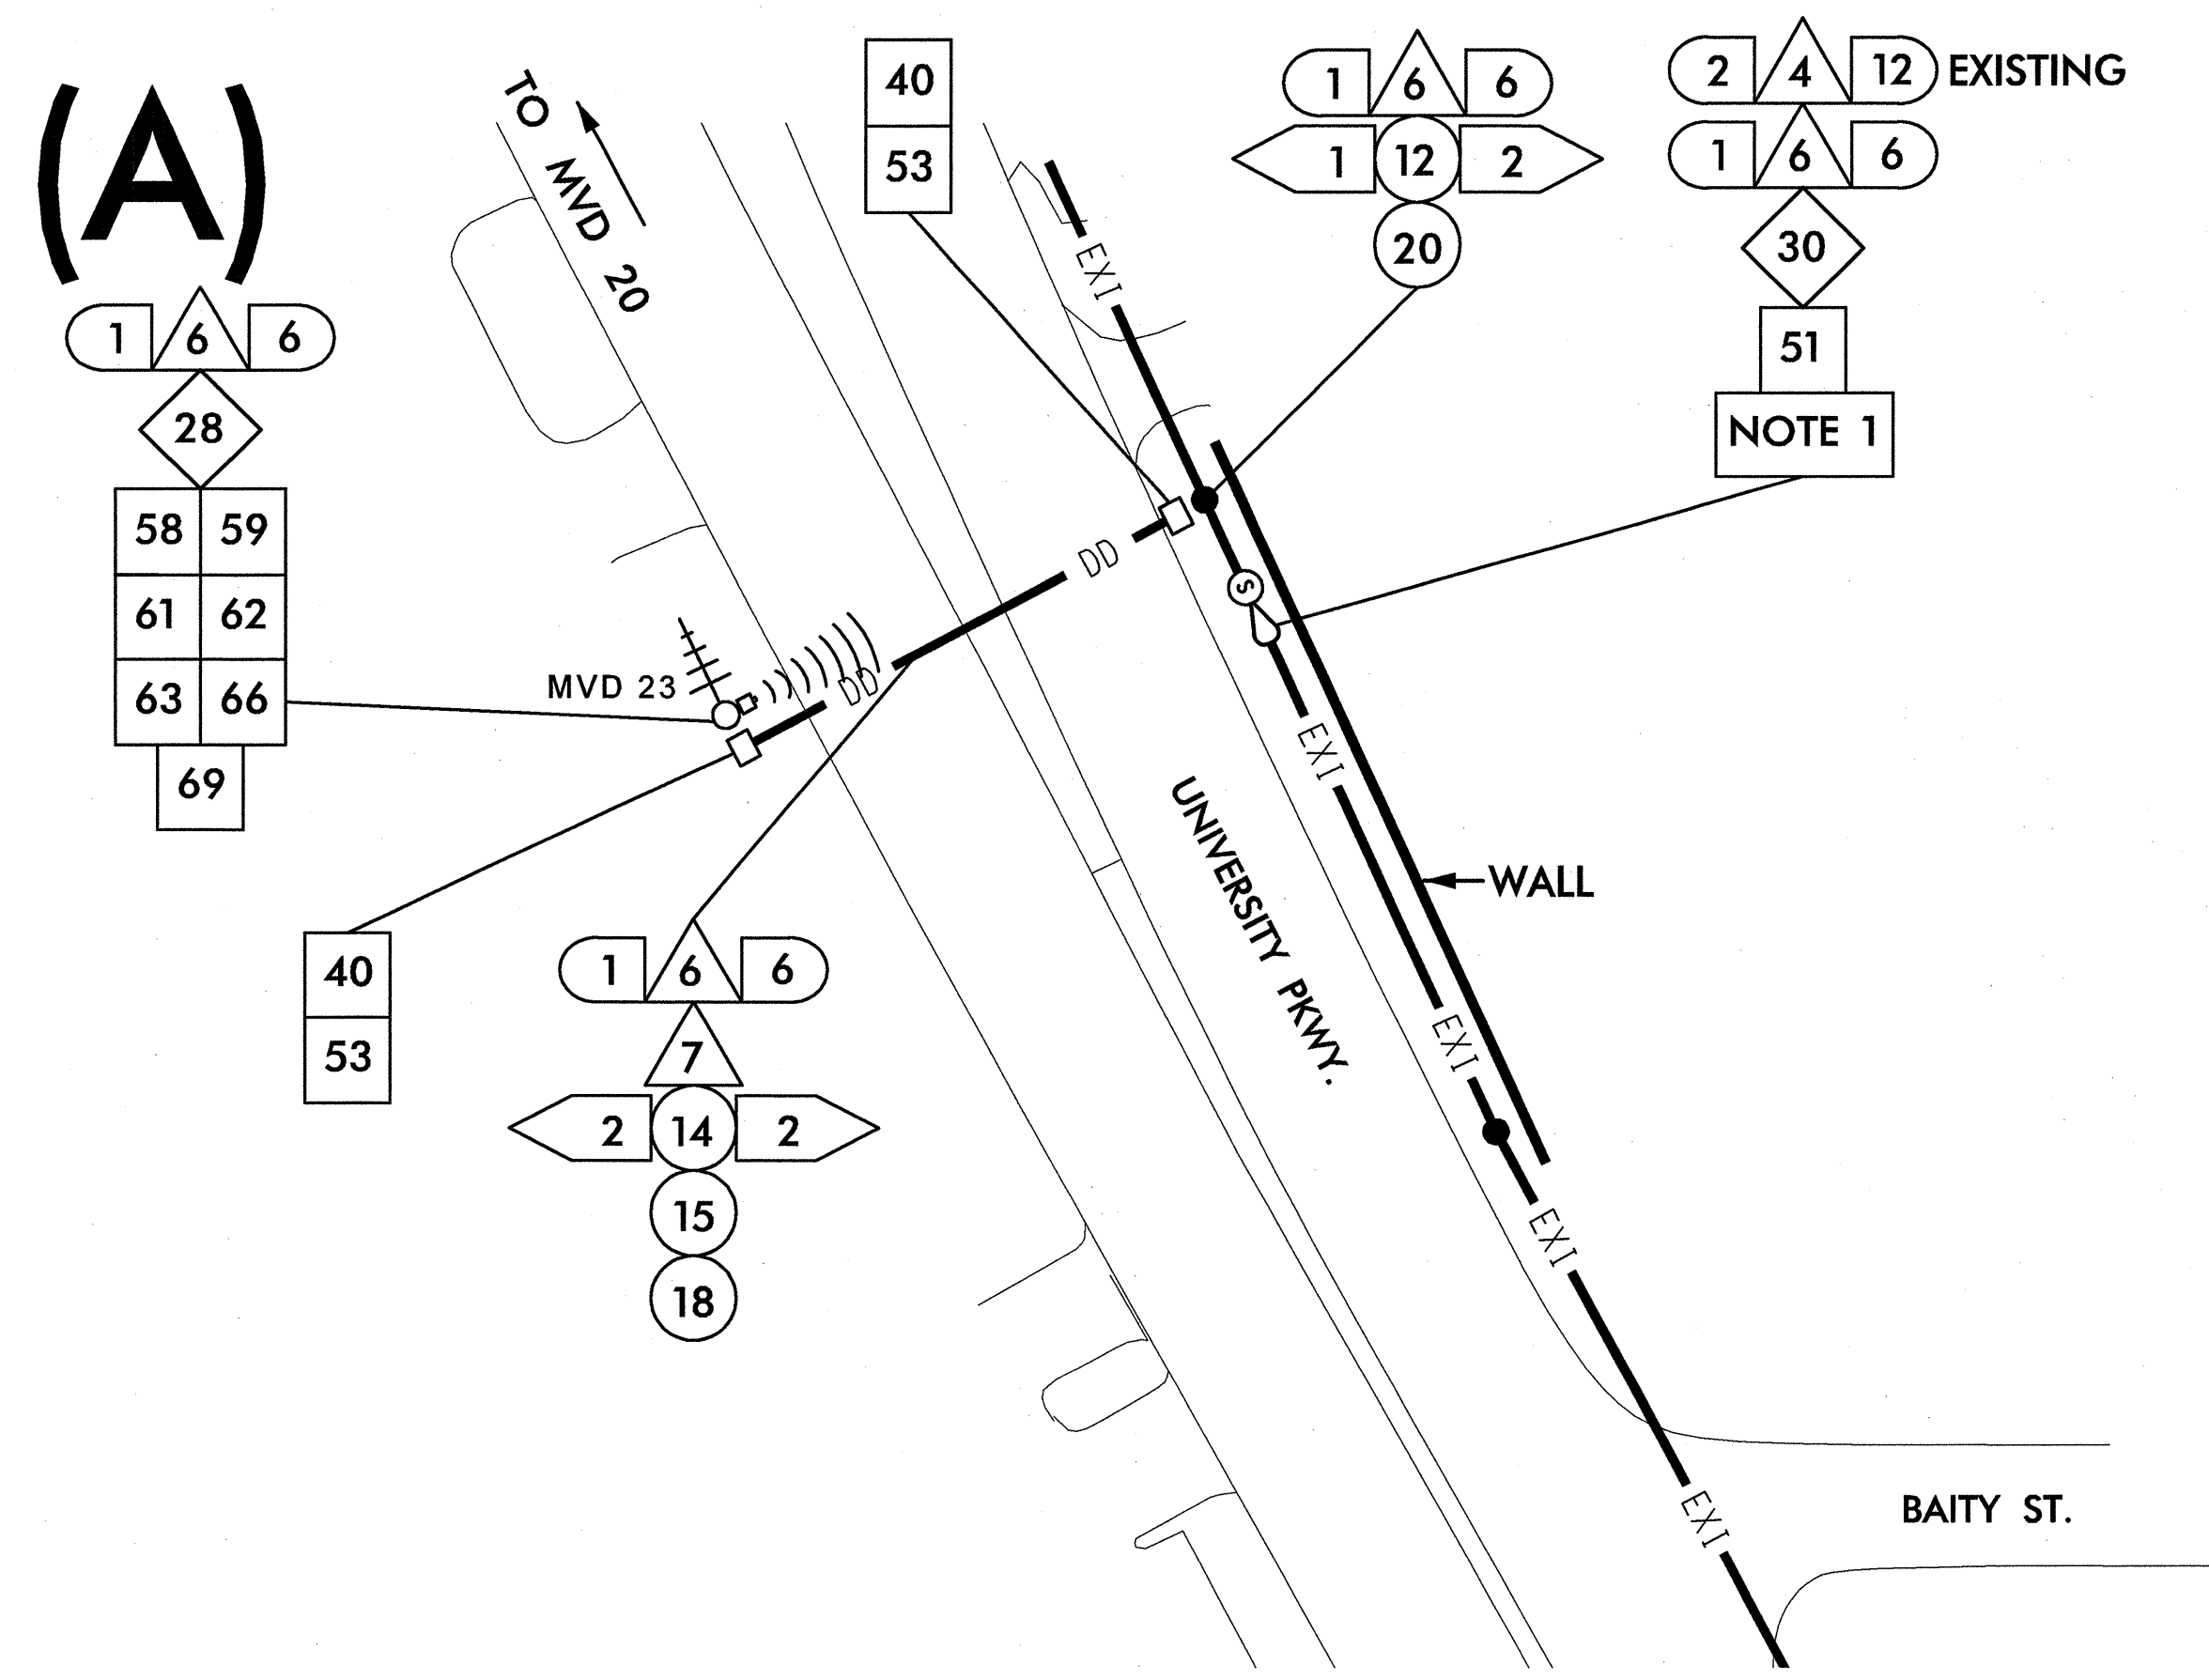 (A)
TO MVD 20
40
53
1 6 6
1 12 2
20
2 4 12 EXISTING
1 6 6
30
51
NOTE 1
1 6 6
28
58 59
61 62
63 66
69
MVD 23
EXI
DD
S
DD
EXI
UNIVERSITY PKWY.
WALL
40
53
1 6 6
7
2 14 2
15
18
EXI
EXI
EXI
BAITY ST.